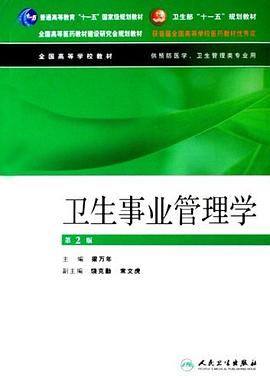 普通高等教育“十一五”国家级规划教材
卫生部“十一五”规划教材
全国高等医药教材建设研究会规划教材
获首届全国高等学校医药教材优秀奖
全国高等学校教材
供预防医学、卫生管理类专业用
卫生事业管理学
第2版
主编 梁万年
副主编 饶克勤 常文虎
人民卫生出版社
PEOPLE'S MEDICAL PUBLISHING HOUSE